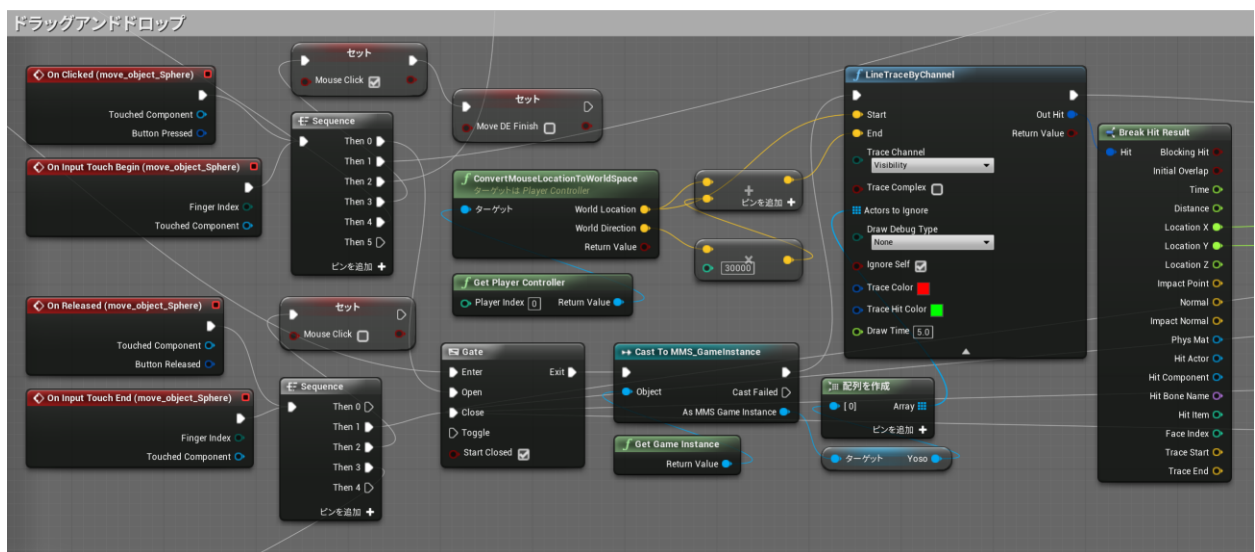 ドラッグアンドドロップ
On Clicked (move_object_Sphere)
Touched Component
Button Pressed
On Input Touch Begin (move_object_Sphere)
Finger Index
Touched Component
On Released (move_object_Sphere)
Touched Component
Button Released
On Input Touch End (move_object_Sphere)
Finger Index
Touched Component
セット
Mouse Click
セット
Move DE Finish
Sequence
Then 0
Then 1
Then 2
Then 3
Then 4
Then 5
ピンを追加 +
セット
Mouse Click
Sequence
Then 0
Then 1
Then 2
Then 3
Then 4
ピンを追加 +
ConvertMouseLocationToWorldSpace
ターゲットは Player Controller
ターゲット World Location
World Direction
Return Value
Get Player Controller
Player Index 0 Return Value
+
ピンを追加 +
×
30000
Gate
Enter Exit
Open
Close
Toggle
Start Closed
Cast To MMS_GameInstance
Object Cast Failed
As MMS Game Instance
Get Game Instance
Return Value
配列を作成
[0] Array
ピンを追加 +
ターゲット Yoso
LineTraceByChannel
Start Out Hit
End Return Value
Trace Channel
Visibility
Trace Complex
Actors to Ignore
Draw Debug Type
None
Ignore Self
Trace Color
Trace Hit Color
Draw Time 5.0
Break Hit Result
Hit Blocking Hit
Initial Overlap
Time
Distance
Location X
Location Y
Location Z
Impact Point
Normal
Impact Normal
Phys Mat
Hit Actor
Hit Component
Hit Bone Name
Hit Item
Face Index
Trace Start
Trace End